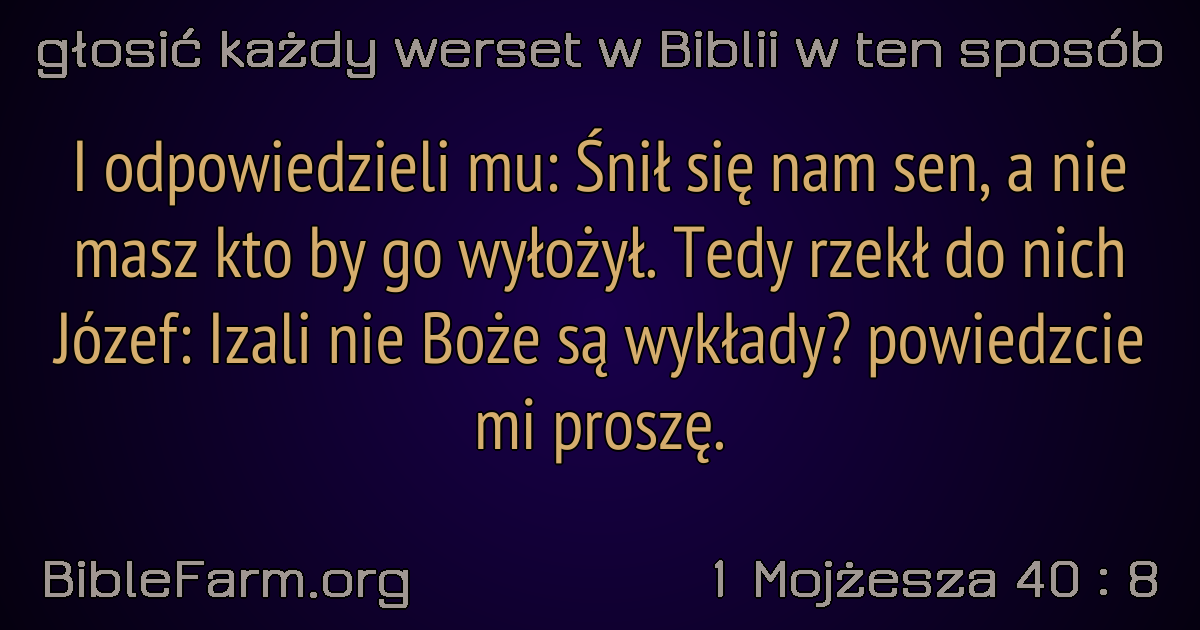 głosić każdy werset w Biblii w ten sposób
I odpowiedzieli mu: Śnił się nam sen, a nie
masz kto by go wyłożył. Tedy rzekł do nich
Józef: Izali nie Boże są wykłady? powiedzcie
mi proszę.
BibleFarm.org
1 Mojżesza 40 : 8